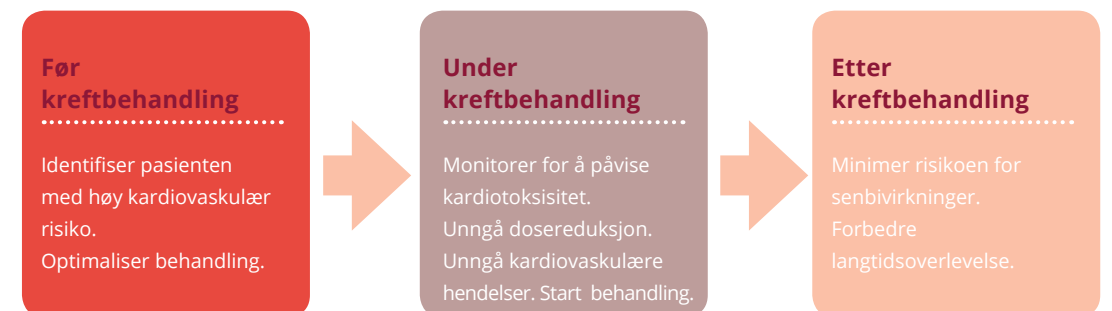 Før
kreftbehandling
Identifiser pasienten
med høy kardiovaskulær
risiko.
Optimaliser behandling.
Under
kreftbehandling
Monitorer for å påvise
kardiotoksisitet.
Unngå dosereduksjon.
Unngå kardiovaskulære
hendelser. Start behandling.
Etter
kreftbehandling
Minimer risikoen for
senbivirkninger.
Forbedre
langtidsoverlevelse.